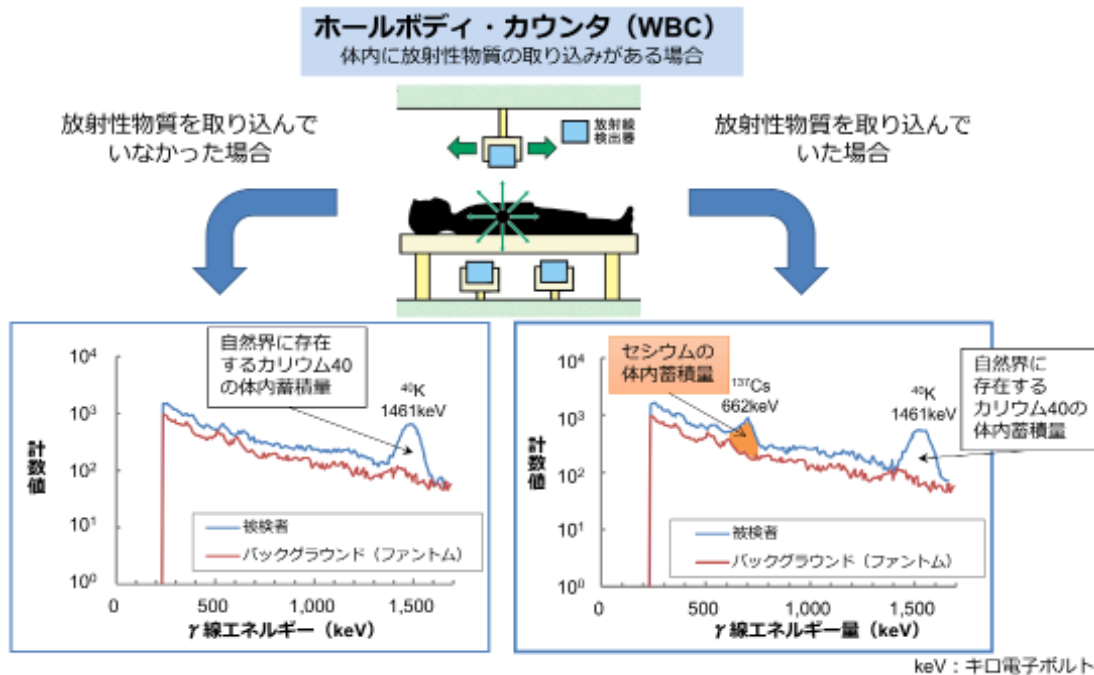 ホールボディ・カウンタ（WBC）
体内に放射性物質の取り込みがある場合
放射性物質を取り込んで
いなかった場合
放射線
検出器
放射性物質を取り込んで
いた場合
自然界に存在
するカリウム40
の体内蓄積量
⁴⁰K
1461keV
10⁴
10³
10²
10¹
10⁰
計数値
被検者
バックグラウンド（ファントム）
0 500 1,000 1,500
γ線エネルギー（keV）
セシウムの
体内蓄積量
¹³⁷Cs
662keV
⁴⁰K
1461keV
自然界に
存在する
カリウム40の
体内蓄積量
10⁴
10³
10²
10¹
10⁰
計数値
被検者
バックグラウンド（ファントム）
0 500 1,000 1,500
γ線エネルギー量（keV）
keV：キロ電子ボルト